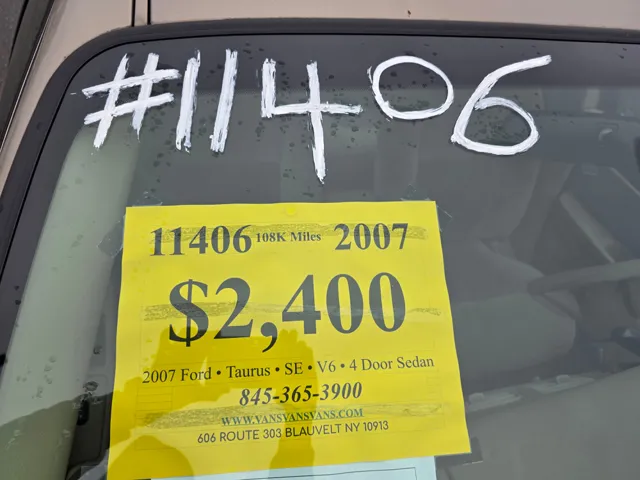 #11406
11406 108K Miles 2007
$2,400
2007 Ford • Taurus • SE • V6 • 4 Door Sedan
845-365-3900
WWW.VANSVANSVANS.COM
606 ROUTE 303 BLAUVELT NY 10913